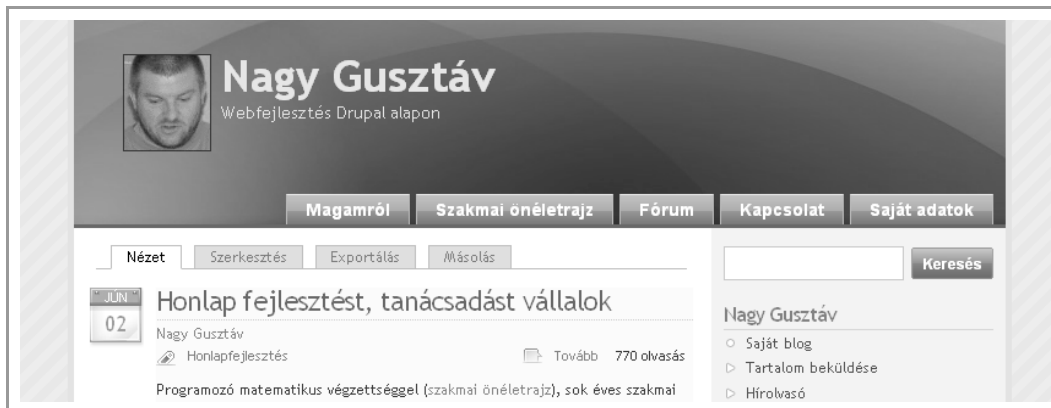 Nagy Gusztáv
Webfejlesztés Drupal alapon
Magamról Szakmai önéletrajz Fórum Kapcsolat Saját adatok
Nézet Szerkesztés Exportálás Másolás
Keresés
JÚN
02
Honlap fejlesztést, tanácsadást vállalok
Nagy Gusztáv
Honlapfejlesztés Tovább 770 olvasás
Programozó matematikus végzettséggel (szakmai önéletrajz), sok éves szakmai
Nagy Gusztáv
Saját blog
Tartalom beküldése
Hírolvasó